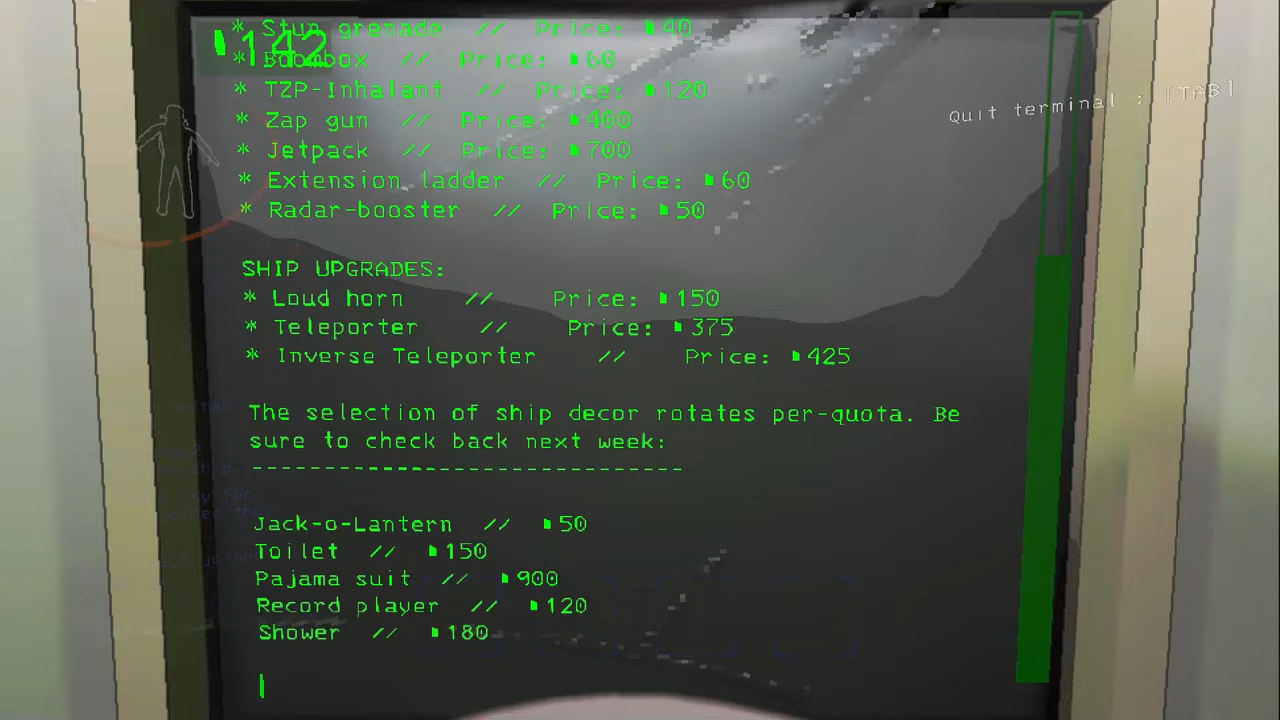 * Stun grenade // Price: ▮40
▮142
* Boombox // Price: ▮60
* TZP-Inhalant // Price: ▮120
Quit terminal : [TAB]
* Zap gun // Price: ▮400
* Jetpack // Price: ▮700
* Extension ladder // Price: ▮60
* Radar-booster // Price: ▮50
SHIP UPGRADES:
* Loud horn // Price: ▮150
* Teleporter // Price: ▮375
* Inverse Teleporter // Price: ▮425
The selection of ship decor rotates per-quota. Be
sure to check back next week:
------------------------------
Jack-o-Lantern // ▮50
Toilet // ▮150
Pajama suit // ▮900
Record player // ▮120
Shower // ▮180